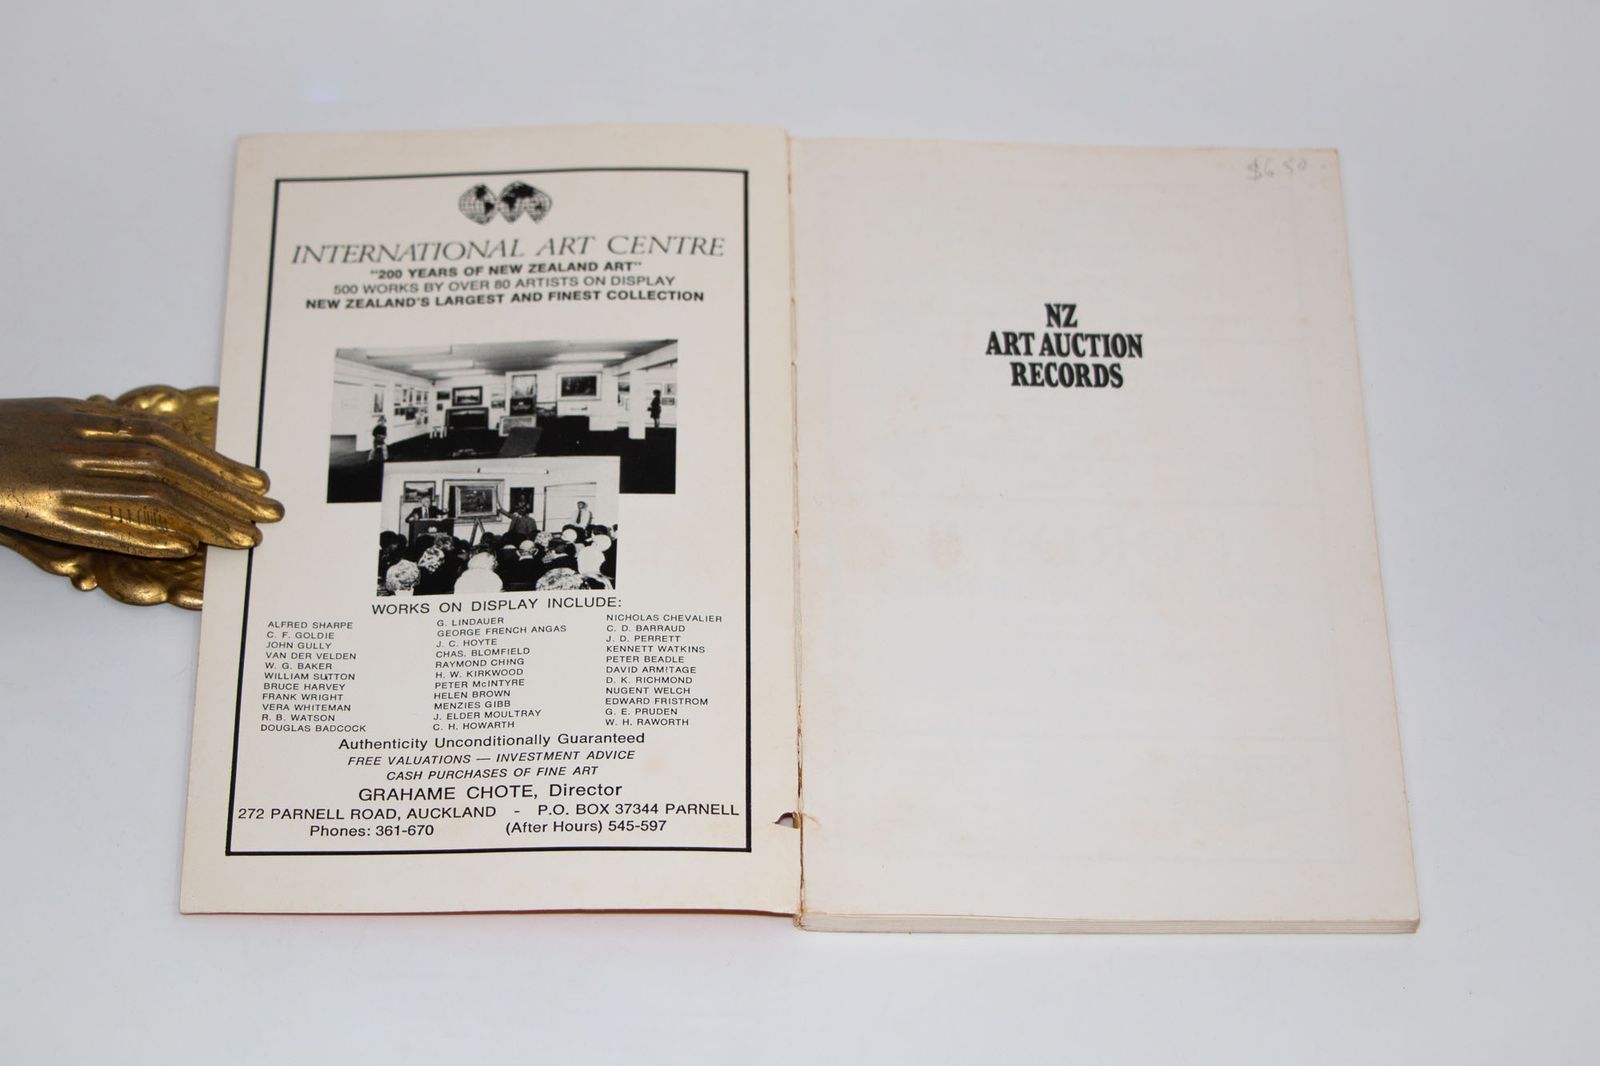 INTERNATIONAL ART CENTRE
"200 YEARS OF NEW ZEALAND ART"
500 WORKS BY OVER 80 ARTISTS ON DISPLAY
NEW ZEALAND'S LARGEST AND FINEST COLLECTION
WORKS ON DISPLAY INCLUDE:
ALFRED SHARPE
C. F. GOLDIE
JOHN GULLY
VAN DER VELDEN
W. G. BAKER
WILLIAM SUTTON
BRUCE HARVEY
FRANK WRIGHT
VERA WHITEMAN
R. B. WATSON
DOUGLAS BADCOCK
G. LINDAUER
GEORGE FRENCH ANGAS
J. C. HOYTE
CHAS. BLOMFIELD
RAYMOND CHING
H. W. KIRKWOOD
PETER McINTYRE
HELEN BROWN
MENZIES GIBB
J. ELDER MOULTRAY
C. H. HOWARTH
NICHOLAS CHEVALIER
C. D. BARRAUD
J. D. PERRETT
KENNETT WATKINS
PETER BEADLE
DAVID ARMITAGE
D. K. RICHMOND
NUGENT WELCH
EDWARD FRISTROM
G. E. PRUDEN
W. H. RAWORTH
Authenticity Unconditionally Guaranteed
FREE VALUATIONS — INVESTMENT ADVICE
CASH PURCHASES OF FINE ART
GRAHAME CHOTE, Director
272 PARNELL ROAD, AUCKLAND - P.O. BOX 37344 PARNELL
Phones: 361-670 (After Hours) 545-597
$6.50
NZ
ART AUCTION
RECORDS